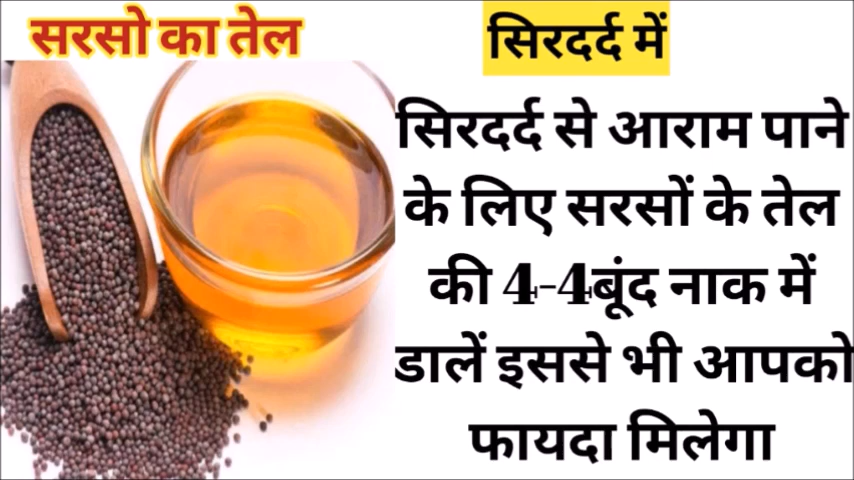 सरसो का तेल
सिरदर्द में
सिरदर्द से आराम पाने
के लिए सरसों के तेल
की 4-4बूंद नाक में
डालें इससे भी आपको
फायदा मिलेगा